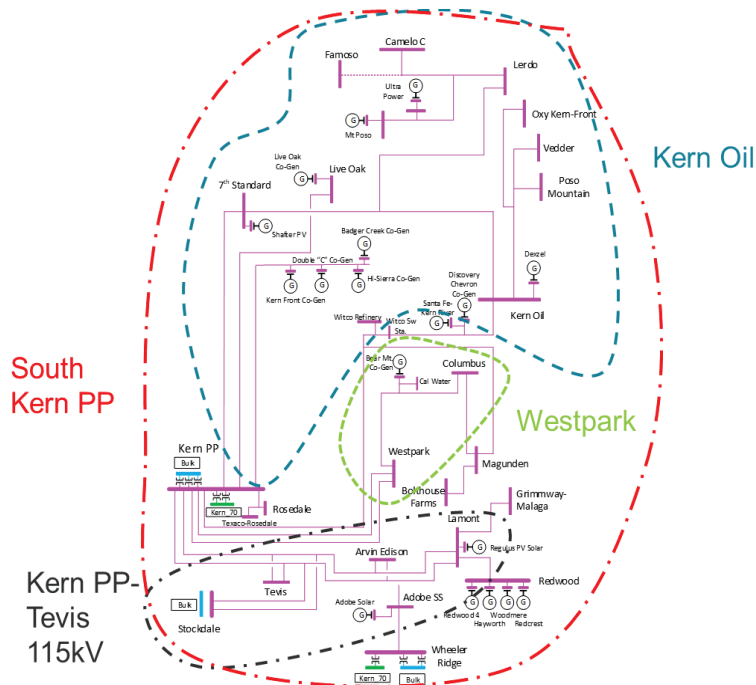 Camelo C
Famoso
Lerdo
Ultra
Power
G
Oxy Kern-Front
G
Mt Poso
Vedder
Kern Oil
Live Oak
Co-Gen
Live Oak
G
7th Standard
Poso
Mountain
G
Shafter PV
Badger Creek Co-Gen
G
Double "C" Co-Gen
Dexzel
G
Discovery
Chevron
Co-Gen
G
G
G
Hi-Sierra Co-Gen
Kern Front Co-Gen
Santa Fe-
Kern River
G
G
Kern Oil
Witco Refinery
Witco Sw
Sta.
South
Kern PP
Bear Mt.
Co-Gen
G
Columbus
Cal Water
Westpark
Kern PP
Bulk
Westpark
Magunden
Kern_70
Rosedale
Texaco-Rosedale
Bolthouse
Farms
Grimmway-
Malaga
Lamont
G
Regulus PV Solar
Arvin Edison
Kern PP-
Tevis
115kV
Tevis
Redwood
Bulk
Stockdale
Adobe Solar
G
Adobe SS
G
G
G
G
Redwood 4
Woodmere
Hayworth
Redcrest
Wheeler
Ridge
Kern_70
Bulk